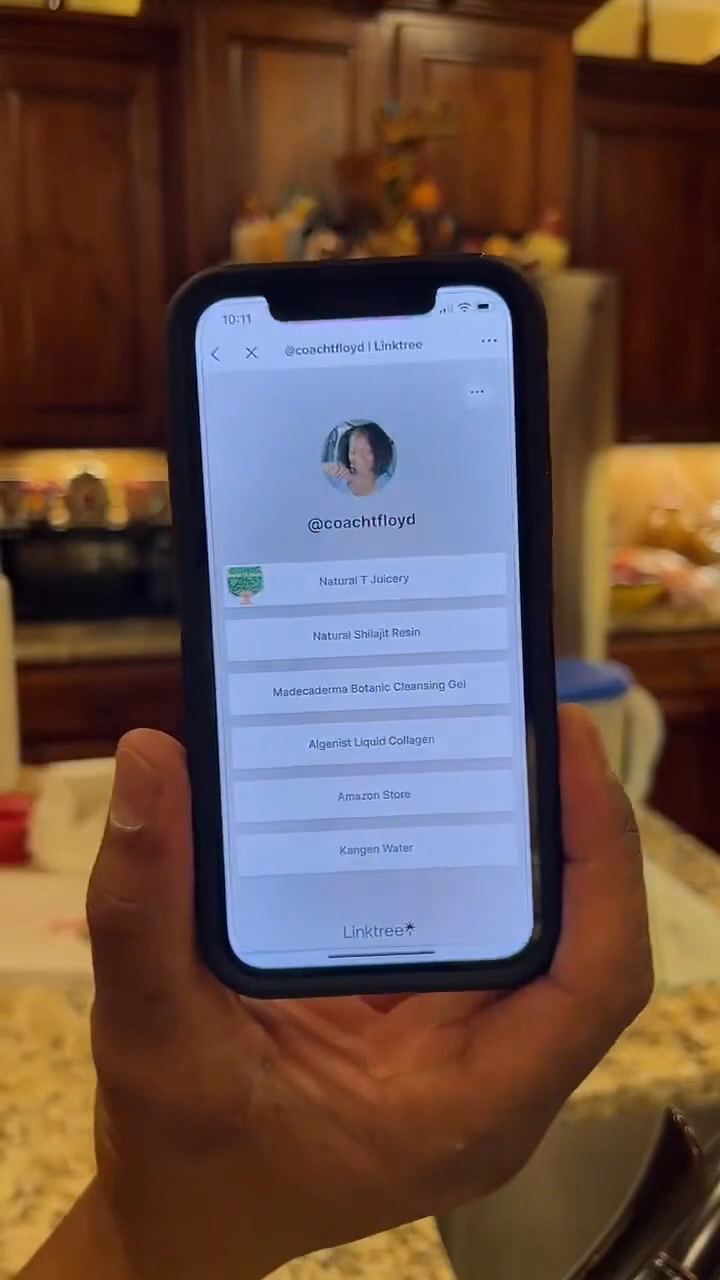 10:11
@coachtfloyd | Linktree
@coachtfloyd
Natural T Juicery
Natural Shilajit Resin
Madecaderma Botanic Cleansing Gel
Algenist Liquid Collagen
Amazon Store
Kangen Water
Linktree*